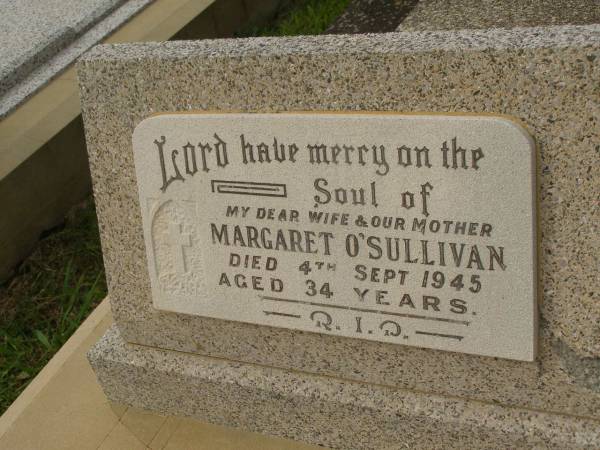 Lord have mercy on the
Soul of
MY DEAR WIFE & OUR MOTHER
MARGARET O'SULLIVAN
DIED 4TH SEPT 1945
AGED 34 YEARS.
R.I.P.